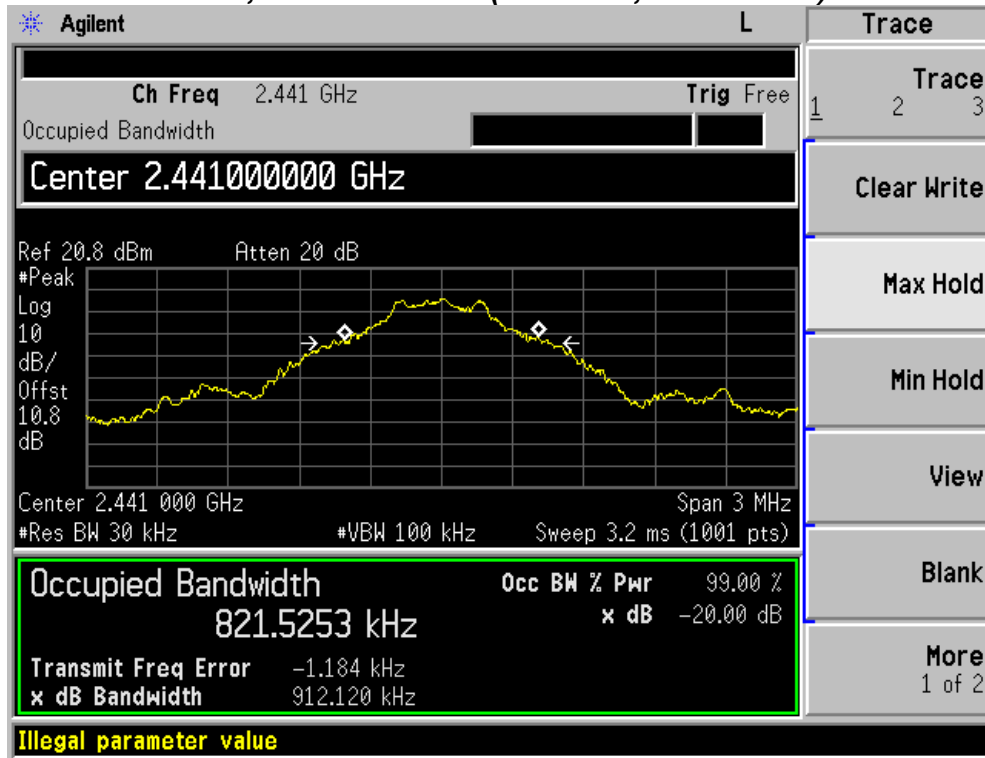 Agilent L Trace
Ch Freq 2.441 GHz Trig Free
Occupied Bandwidth
Center 2.441000000 GHz
Ref 20.8 dBm Atten 20 dB
#Peak
Log
10
dB/
Offst
10.8
dB
Center 2.441 000 GHz Span 3 MHz
#Res BW 30 kHz #VBW 100 kHz Sweep 3.2 ms (1001 pts)
Occupied Bandwidth
821.5253 kHz
Occ BW % Pwr 99.00 %
x dB -20.00 dB
Transmit Freq Error -1.184 kHz
x dB Bandwidth 912.120 kHz
Illegal parameter value
Trace
1 2 3
Clear Write
Max Hold
Min Hold
View
Blank
More
1 of 2